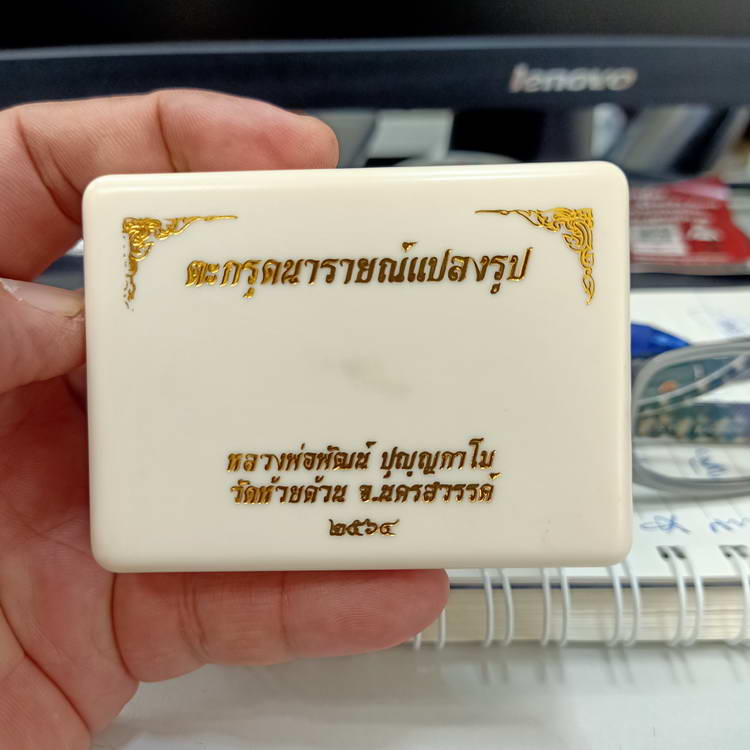 lenovo
ตะกรุดนารายณ์แปลงรูป
หลวงพ่อพัฒน์ ปุญญกาโม
วัดห้วยด้วน จ.นครสวรรค์
๒๕๖๔